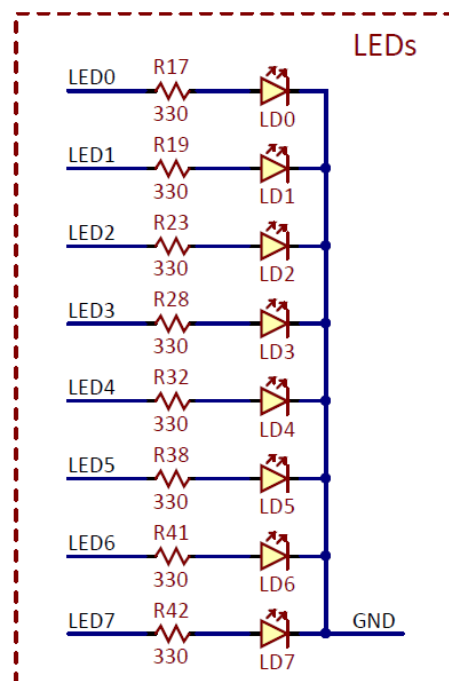 LEDs
R17
LED0
330
LD0
R19
LED1
330
LD1
R23
LED2
330
LD2
R28
LED3
330
LD3
R32
LED4
330
LD4
R38
LED5
330
LD5
R41
LED6
330
LD6
R42
LED7
GND
330
LD7